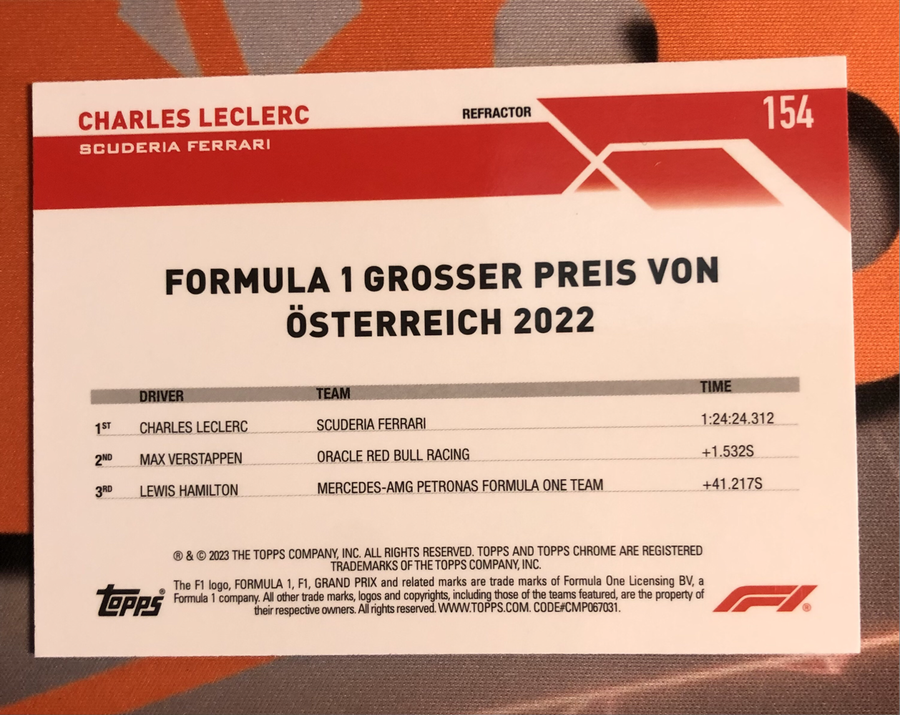 CHARLES LECLERC
REFRACTOR
154
SCUDERIA FERRARI
FORMULA 1 GROSSER PREIS VON
ÖSTERREICH 2022
DRIVER TEAM TIME
1ST CHARLES LECLERC SCUDERIA FERRARI 1:24:24.312
2ND MAX VERSTAPPEN ORACLE RED BULL RACING +1.532S
3RD LEWIS HAMILTON MERCEDES-AMG PETRONAS FORMULA ONE TEAM +41.217S
® & © 2023 THE TOPPS COMPANY, INC. ALL RIGHTS RESERVED. TOPPS AND TOPPS CHROME ARE REGISTERED
TRADEMARKS OF THE TOPPS COMPANY, INC.
Topps®
The F1 logo, FORMULA 1, F1, GRAND PRIX and related marks are trade marks of Formula One Licensing BV, a
Formula 1 company. All other trade marks, logos and copyrights, including those of the teams featured, are the property of
their respective owners. All rights reserved. WWW.TOPPS.COM. CODE#CMP067031.
F1®